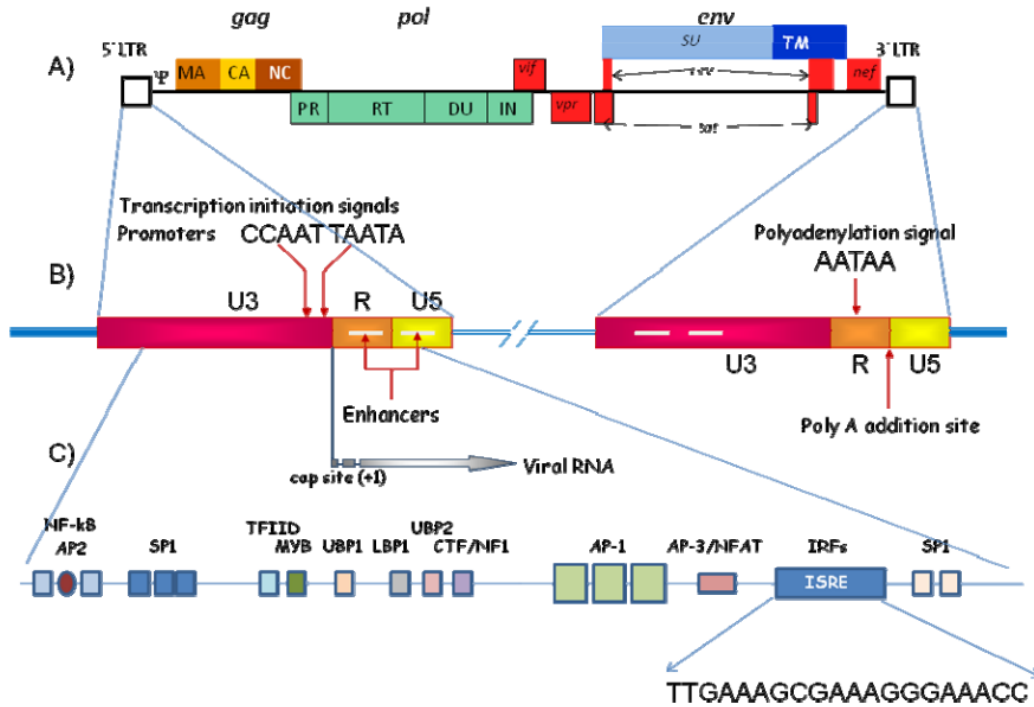 gag pol env
5´LTR 3´LTR
A) Ψ MA CA NC vif SU TM nef
PR RT DU IN vpr
tat
Transcription initiation signals
Promoters CCAAT TAATA
Polyadenylation signal
AATAA
B) U3 R U5
U3 R U5
Enhancers
Poly A addition site
C)
cap site (+1) Viral RNA
NF-kB TFIID UBP2
AP2 SP1 MYB UBP1 LBP1 CTF/NF1 AP-1 AP-3/NFAT IRFs SP1
ISRE
TTGAAAGCGAAAGGGAAACC